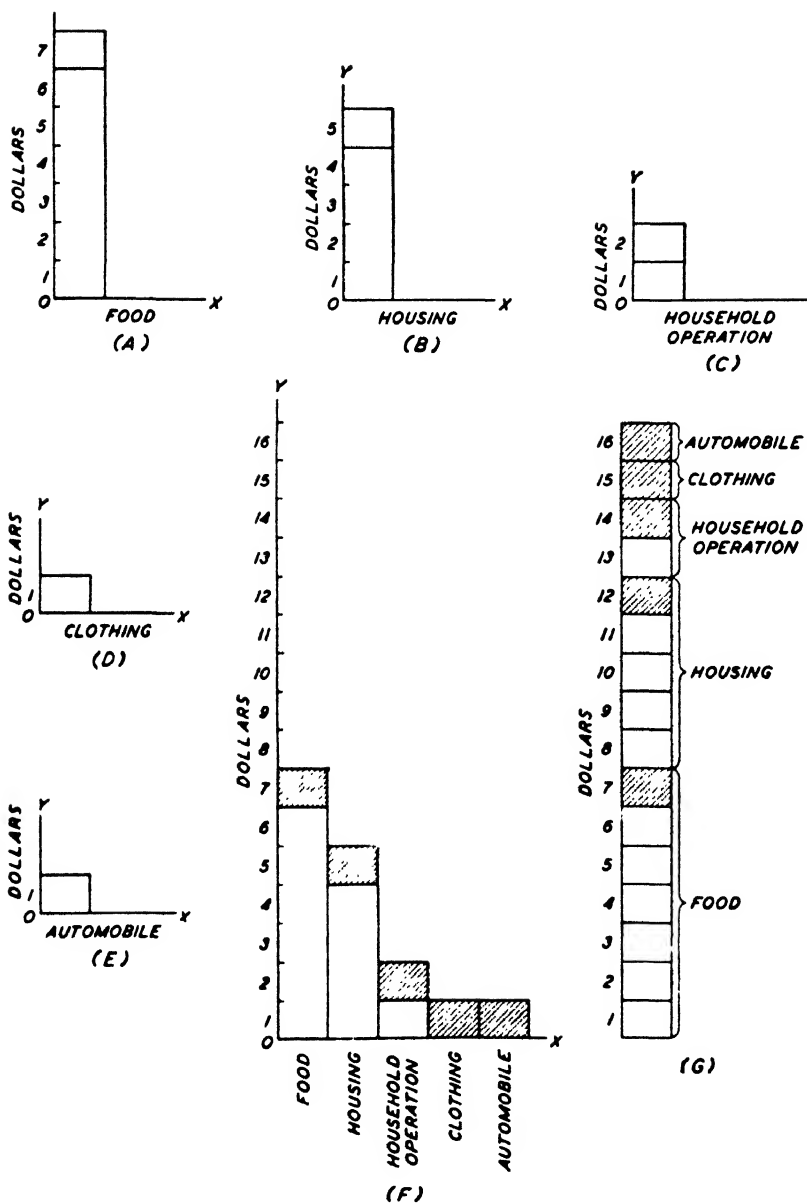 DOLLARS
7
6
5
4
3
2
1
0
X
FOOD
(A)
Y
DOLLARS
5
4
3
2
1
0
X
HOUSING
(B)
Y
DOLLARS
2
1
0
HOUSEHOLD
OPERATION
(C)
Y
DOLLARS
1
0
X
CLOTHING
(D)
Y
DOLLARS
1
0
X
AUTOMOBILE
(E)
Y
DOLLARS
16
15
14
13
12
11
10
9
8
7
6
5
4
3
2
1
0
X
FOOD
HOUSING
HOUSEHOLD
OPERATION
CLOTHING
AUTOMOBILE
(F)
DOLLARS
16 AUTOMOBILE
15 CLOTHING
14 HOUSEHOLD
OPERATION
13
12
11
10 HOUSING
9
8
7
6
5
4 FOOD
3
2
1
(G)